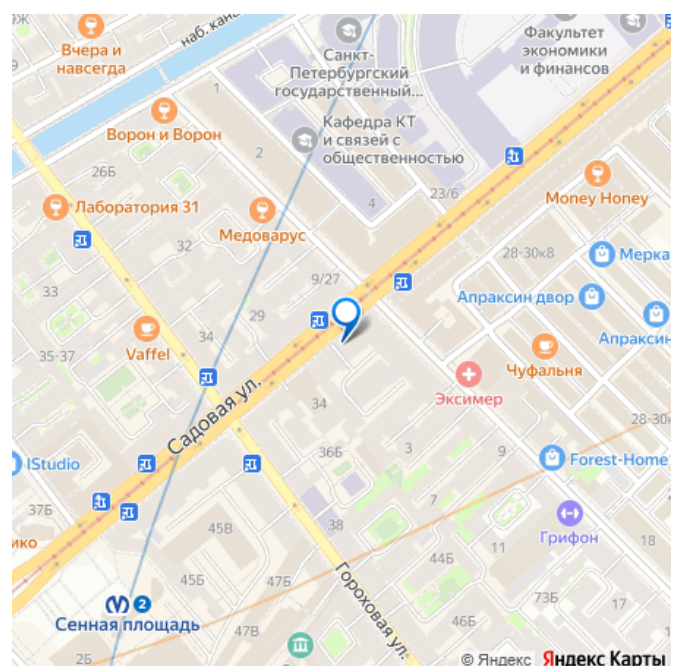 9Ж
Вчера и
навсегда
наб. кана
Санкт-
Петербургский
государственный...
Факультет
экономики
и финансов
1
Ворон и Ворон
Кафедра КТ
и связей с
общественностью
2
26Б
4
23/6
Money Honey
Лаборатория 31
Медоварус
32
28-30к8
Мерка
9/27
33
Апраксин двор
29
Апраксин
34
35-37
Vaffel
Чуфальня
Эксимер
Садовая ул.
34
28-30
36Б
3
9
IStudio
Forest-Home
37Б
7
45В
38
Грифон
18
ико
44Б
11
45Б
47Б
73Б
17
2
Сенная площадь
Гороховая ул.
47В
46
2Б
© Яндекс Яндекс Карты